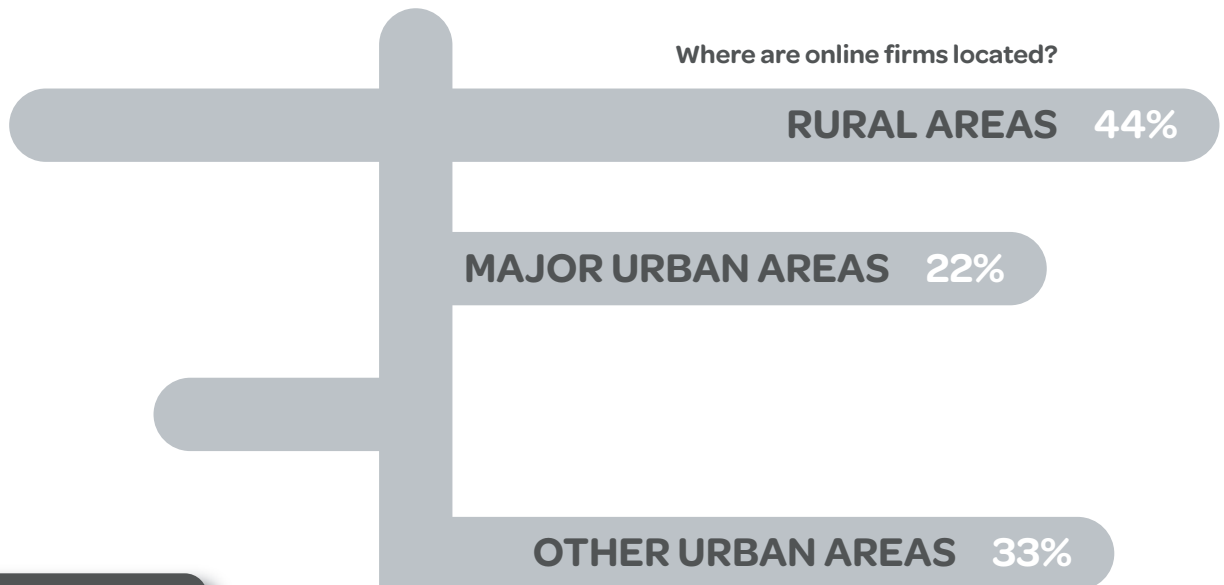 Where are online firms located?
RURAL AREAS 44%
MAJOR URBAN AREAS 22%
OTHER URBAN AREAS 33%